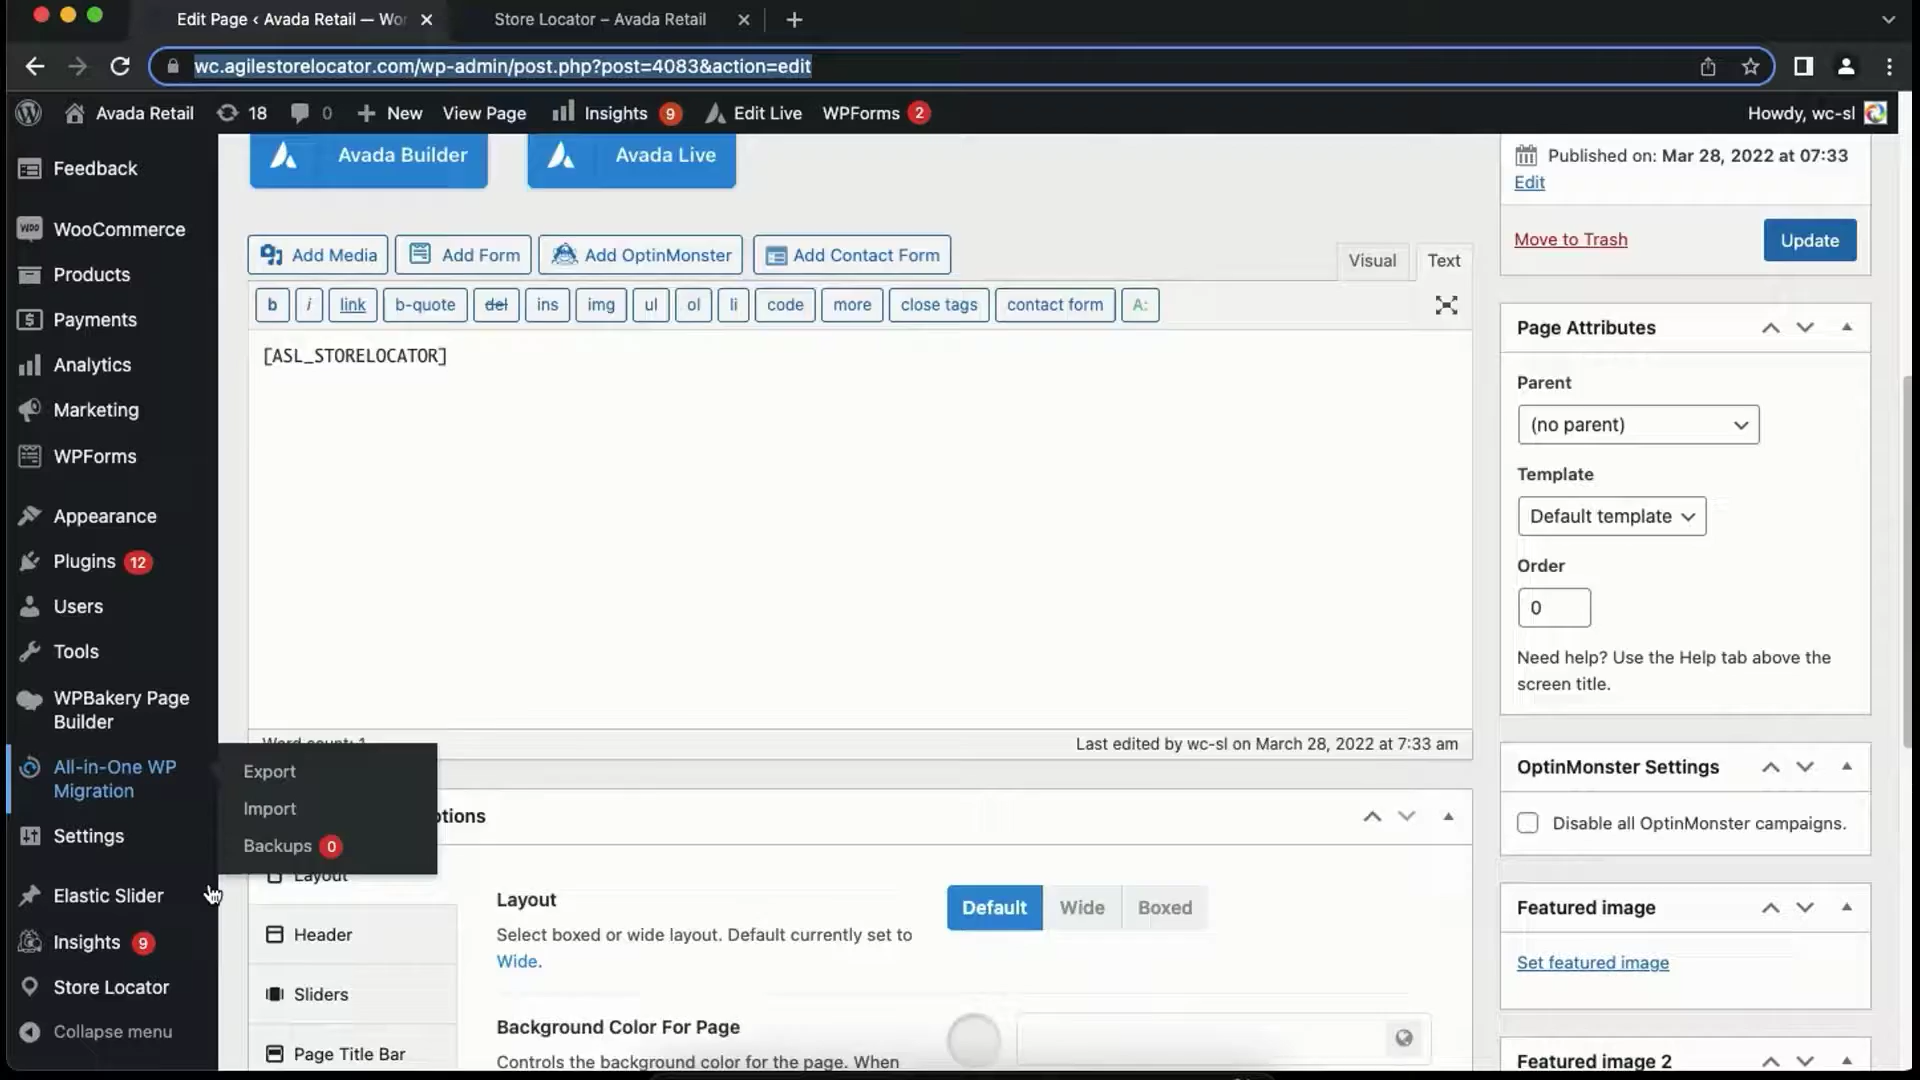 Edit Page ‹ Avada Retail — Wo
Store Locator – Avada Retail
wc.agilestorelocator.com/wp-admin/post.php?post=4083&action=edit
Avada Retail
18
0
New
View Page
Insights 9
Edit Live
WPForms 2
Howdy, wc-sl
Feedback
WooCommerce
Products
Payments
Analytics
Marketing
WPForms
Appearance
Plugins 12
Users
Tools
WPBakery Page
Builder
All-in-One WP
Migration
Settings
Elastic Slider
Insights 9
Store Locator
Collapse menu
Export
Import
Backups 0
Avada Builder
Avada Live
Add Media
Add Form
Add OptinMonster
Add Contact Form
Visual
Text
b
i
link
b-quote
del
ins
img
ul
ol
li
code
more
close tags
contact form
A:
[ASL_STORELOCATOR]
Word count: 1
Last edited by wc-sl on March 28, 2022 at 7:33 am
ptions
Layout
Header
Sliders
Page Title Bar
Layout
Select boxed or wide layout. Default currently set to
Wide.
Default
Wide
Boxed
Background Color For Page
Controls the background color for the page. When
Published on: Mar 28, 2022 at 07:33
Edit
Move to Trash
Update
Page Attributes
Parent
(no parent)
Template
Default template
Order
0
Need help? Use the Help tab above the
screen title.
OptinMonster Settings
Disable all OptinMonster campaigns.
Featured image
Set featured image
Featured image 2